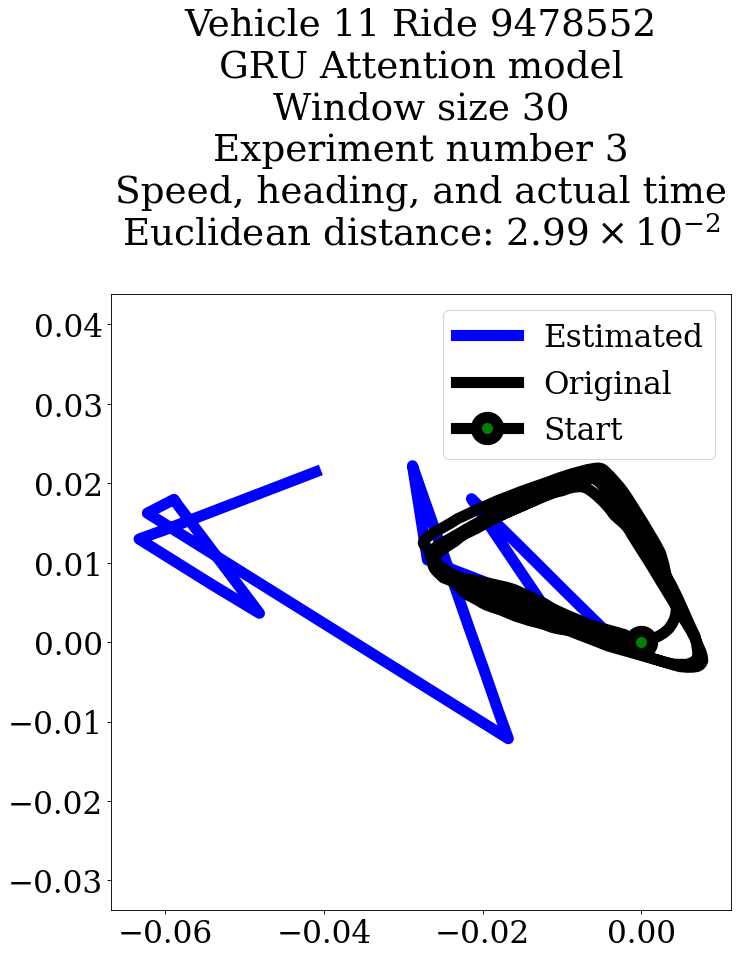 Vehicle 11 Ride 9478552
GRU Attention model
Window size 30
Experiment number 3
Speed, heading, and actual time
Euclidean distance: 2.99 × 10⁻²
Estimated
Original
Start
0.04
0.03
0.02
0.01
0.00
−0.01
−0.02
−0.03
−0.06
−0.04
−0.02
0.00